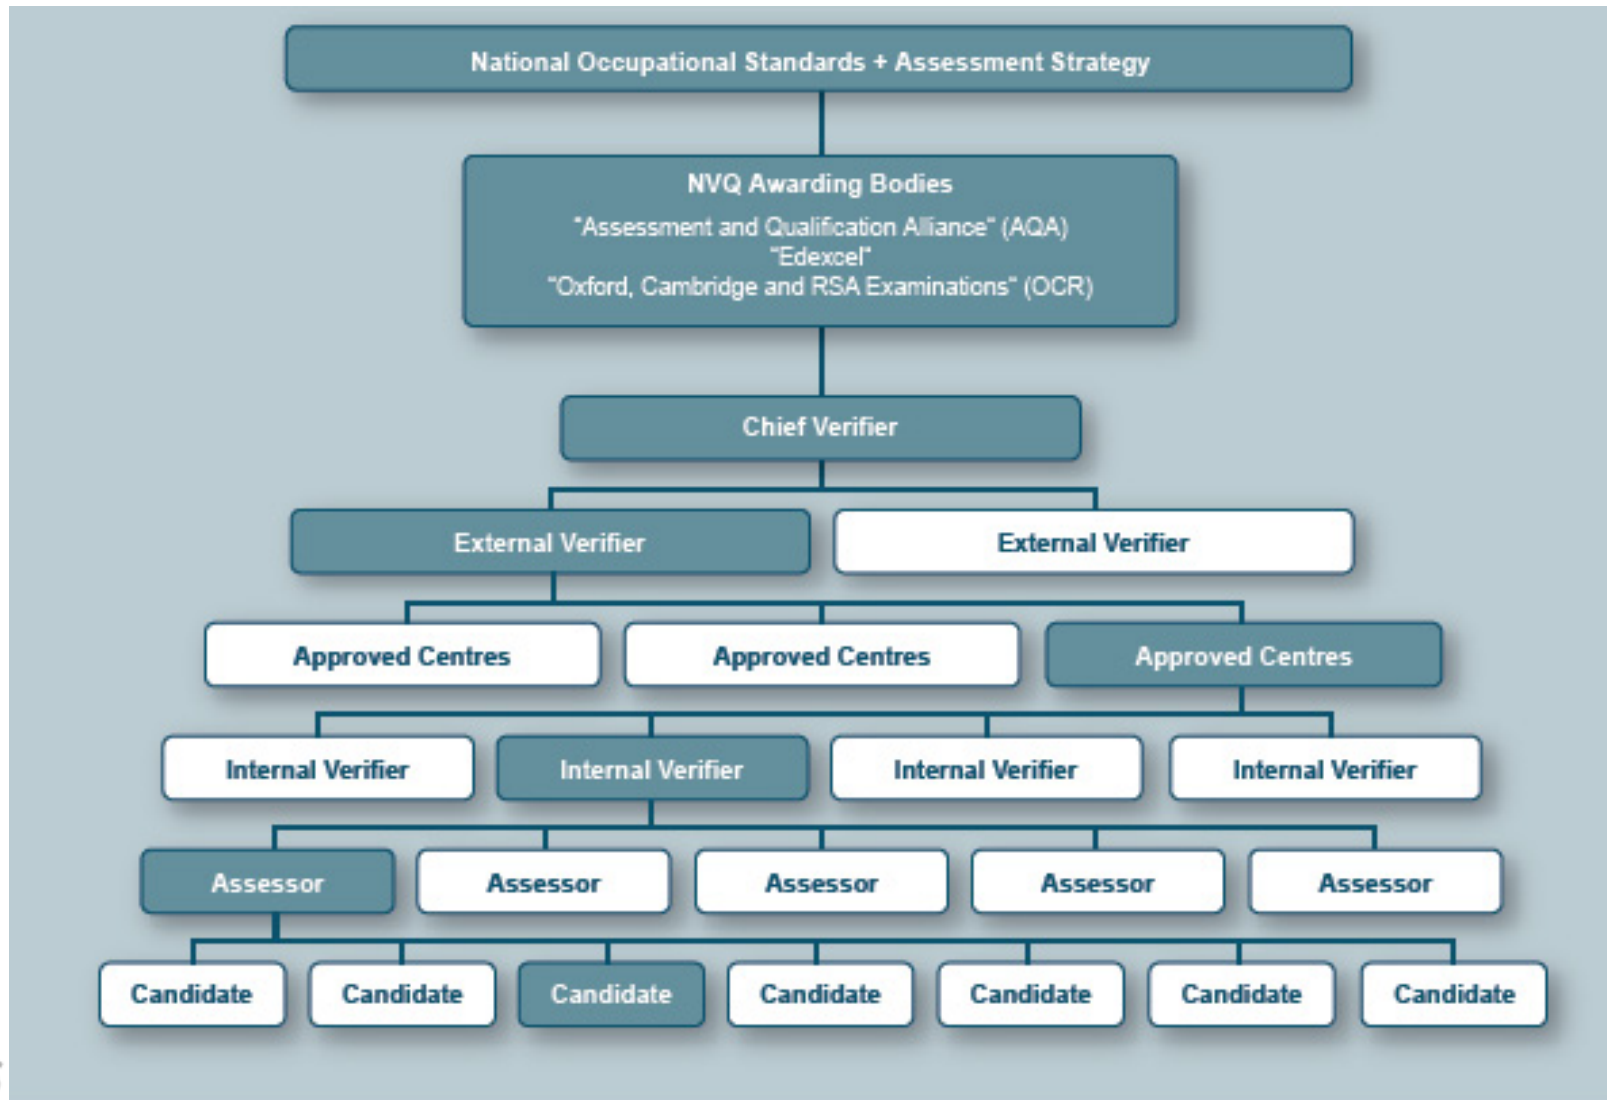 National Occupational Standards + Assessment Strategy
NVQ Awarding Bodies
"Assessment and Qualification Alliance" (AQA)
"Edexcel"
"Oxford, Cambridge and RSA Examinations" (OCR)
Chief Verifier
External Verifier
External Verifier
Approved Centres
Approved Centres
Approved Centres
Internal Verifier
Internal Verifier
Internal Verifier
Internal Verifier
Assessor
Assessor
Assessor
Assessor
Assessor
Candidate
Candidate
Candidate
Candidate
Candidate
Candidate
Candidate